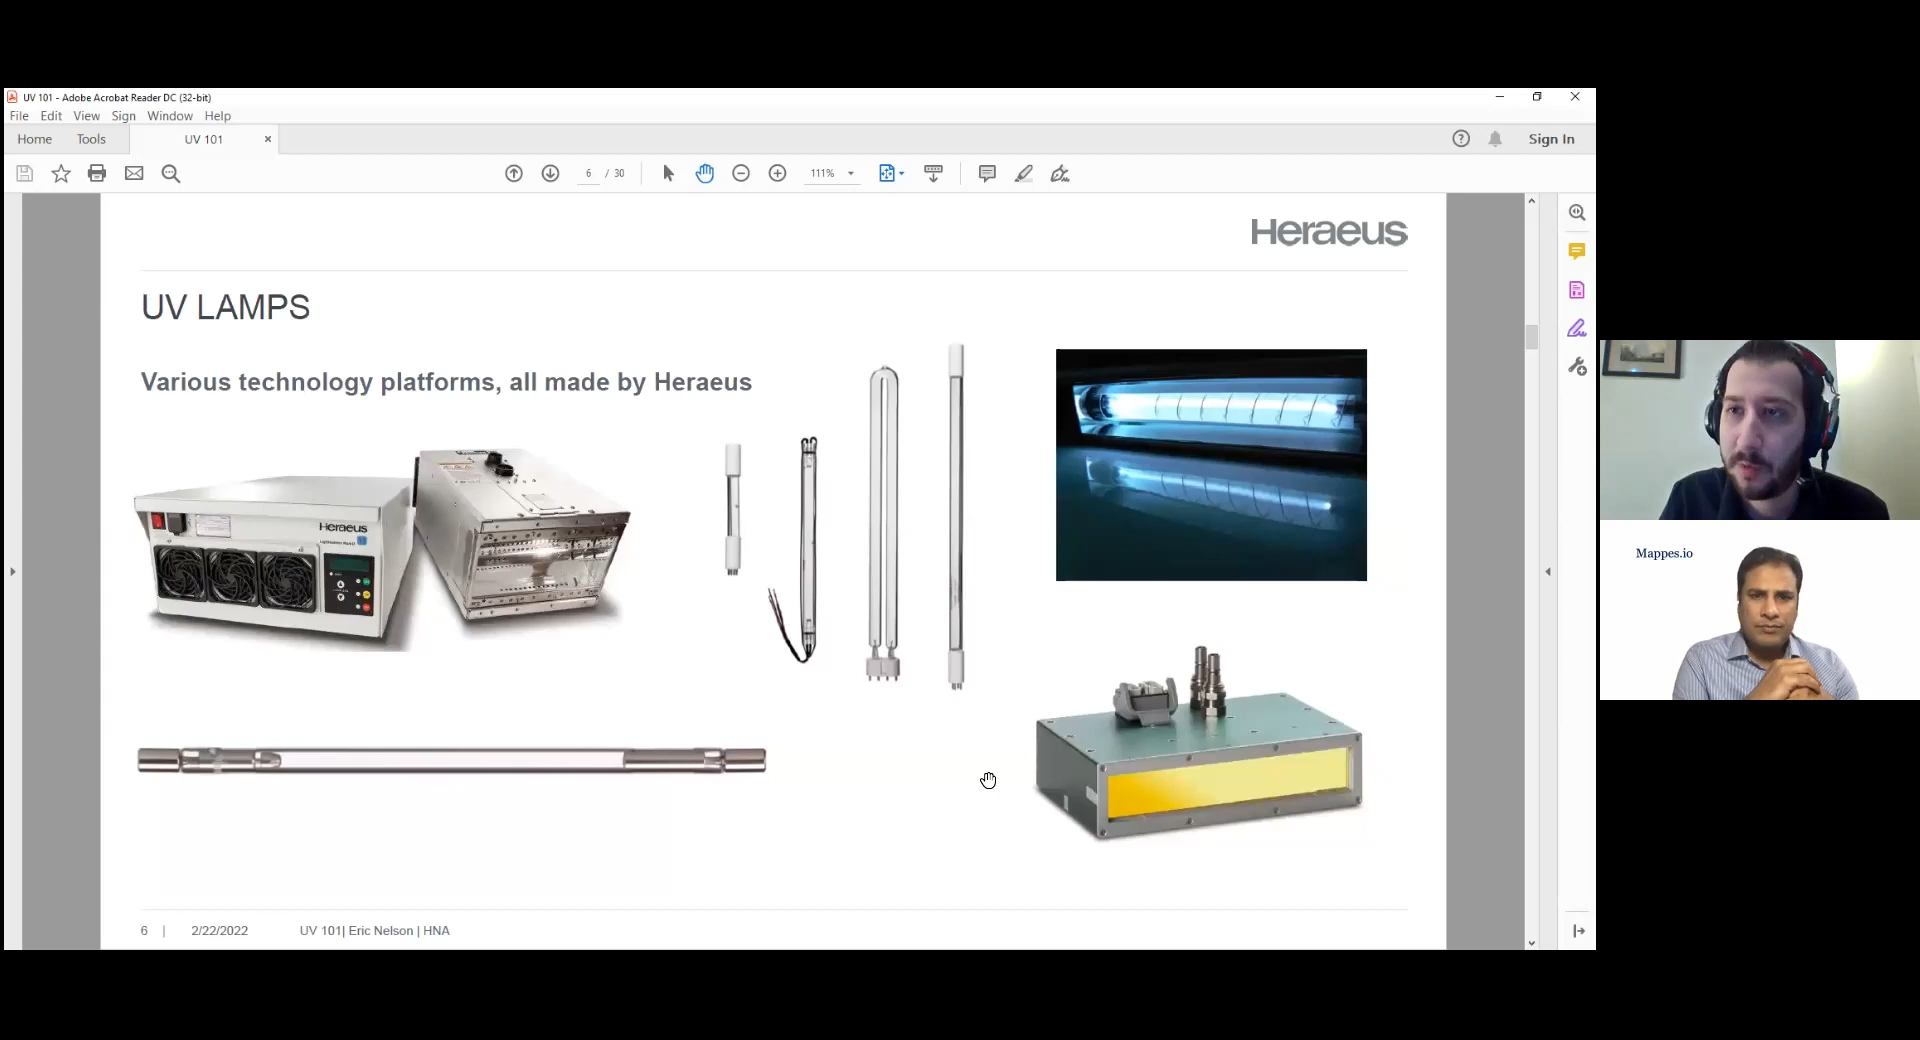 UV 101 - Adobe Acrobat Reader DC (32-bit)
File Edit View Sign Window Help
Home Tools UV 101 Sign In
6 / 30 111%
Heraeus
UV LAMPS
Various technology platforms, all made by Heraeus
Heraeus
Mappes.io
6 | 2/22/2022 UV 101| Eric Nelson | HNA